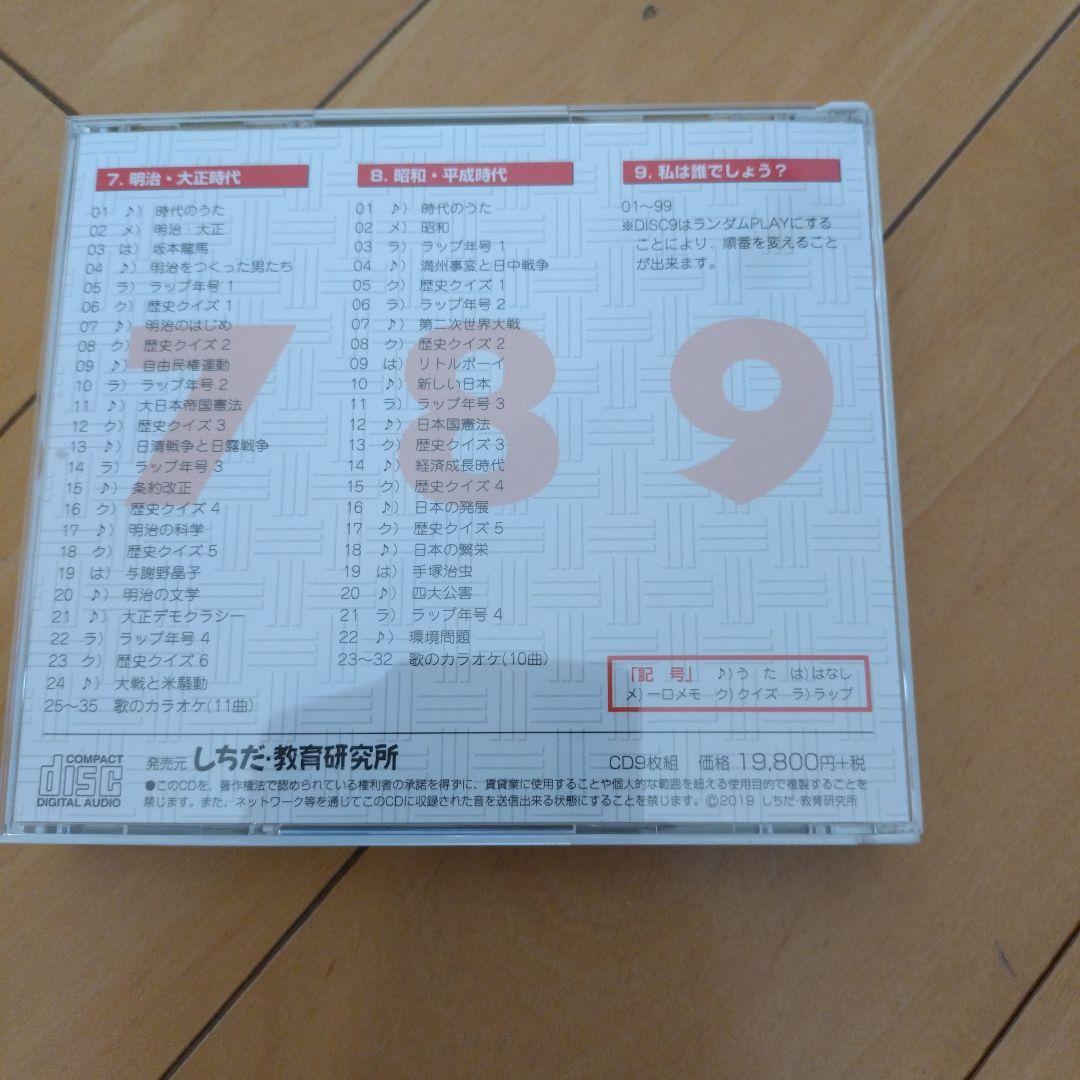 7. 明治・大正時代
01 ♪) 時代のうた
02 メ) 明治・大正
03 は) 坂本龍馬
04 ♪) 明治をつくった男たち
05 ラ) ラップ年号 1
06 ク) 歴史クイズ 1
07 ♪) 明治のはじめ
08 ク) 歴史クイズ 2
09 ♪) 自由民権運動
10 ラ) ラップ年号 2
11 ♪) 大日本帝国憲法
12 ク) 歴史クイズ 3
13 ♪) 日清戦争と日露戦争
14 ラ) ラップ年号 3
15 ♪) 条約改正
16 ク) 歴史クイズ 4
17 ♪) 明治の科学
18 ク) 歴史クイズ 5
19 は) 与謝野晶子
20 ♪) 明治の文学
21 ♪) 大正デモクラシー
22 ラ) ラップ年号 4
23 ク) 歴史クイズ 6
24 ♪) 大戦と米騒動
25〜35 歌のカラオケ(11曲)
7
8. 昭和・平成時代
01 ♪) 時代のうた
02 メ) 昭和
03 ラ) ラップ年号 1
04 ♪) 満州事変と日中戦争
05 ク) 歴史クイズ 1
06 ラ) ラップ年号 2
07 ♪) 第二次世界大戦
08 ク) 歴史クイズ 2
09 は) リトルボーイ
10 ♪) 新しい日本
11 ラ) ラップ年号 3
12 ♪) 日本国憲法
13 ク) 歴史クイズ 3
14 ♪) 経済成長時代
15 ク) 歴史クイズ 4
16 ♪) 日本の発展
17 ク) 歴史クイズ 5
18 ♪) 日本の繁栄
19 は) 手塚治虫
20 ♪) 四大公害
21 ラ) ラップ年号 4
22 ♪) 環境問題
23〜32 歌のカラオケ(10曲)
8
9. 私は誰でしょう？
01〜99
※DISC9はランダムPLAYにする
ことにより、順番を変えること
が出来ます。
9
「記 号」 ♪)う た は)はなし
メ)一口メモ ク)クイズ ラ)ラップ
COMPACT
disc
DIGITAL AUDIO
発売元 しちだ・教育研究所
CD9枚組 価格 19,800円+税
●このCDを、著作権法で認められている権利者の承諾を得ずに、賃貸業に使用することや個人的な範囲を超える使用目的で複製することを
禁じます。また、ネットワーク等を通じてこのCDに収録された音を送信出来る状態にすることを禁じます。©2019 しちだ・教育研究所